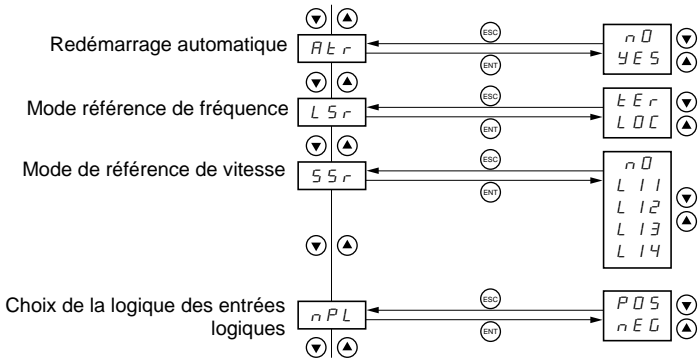 Redémarrage automatique
Atr
ESC
ENT
nO
YES
Mode référence de fréquence
LSr
ESC
ENT
tEr
LOC
Mode de référence de vitesse
SSr
ESC
ENT
nO
LI1
LI2
LI3
LI4
Choix de la logique des entrées
logiques
nPL
ESC
ENT
POS
nEG